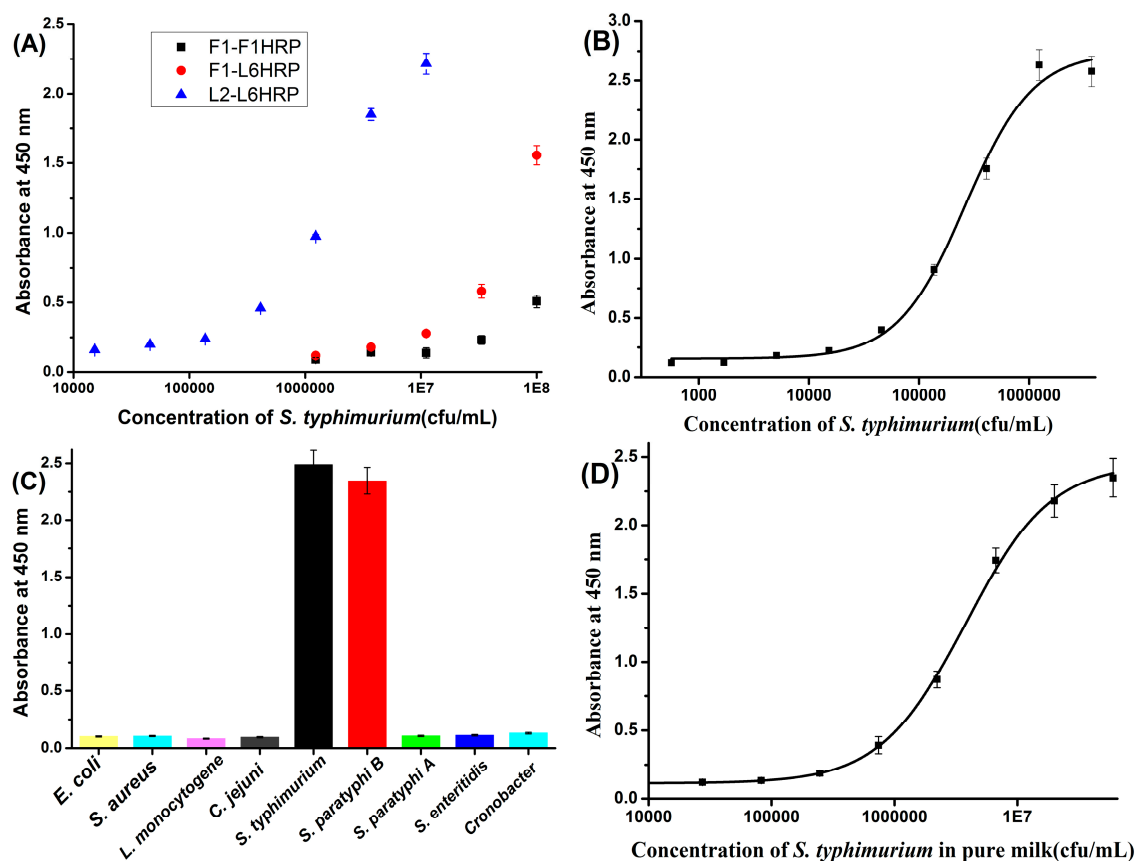 (A)
F1-F1HRP
F1-L6HRP
L2-L6HRP
2.5
2.0
1.5
1.0
0.5
0.0
Absorbance at 450 nm
10000 100000 1000000 1E7 1E8
Concentration of S. typhimurium(cfu/mL)
(B)
3.0
2.5
2.0
1.5
1.0
0.5
0.0
Absorbance at 450 nm
1000 10000 100000 1000000
Concentration of S. typhimurium(cfu/mL)
(C)
2.5
2.0
2.5
1.0
0.5
0.0
Absorbance at 450 nm
E. coli
S. aureus
L. monocytogene
C. jejuni
S. typhimurium
S. paratyphi B
S. paratyphi A
S. enteritidis
Cronobacter
(D)
2.5
2.0
1.5
1.0
0.5
0.0
Absorbance at 450 nm
10000 100000 1000000 1E7
Concentration of S. typhimurium in pure milk(cfu/mL)